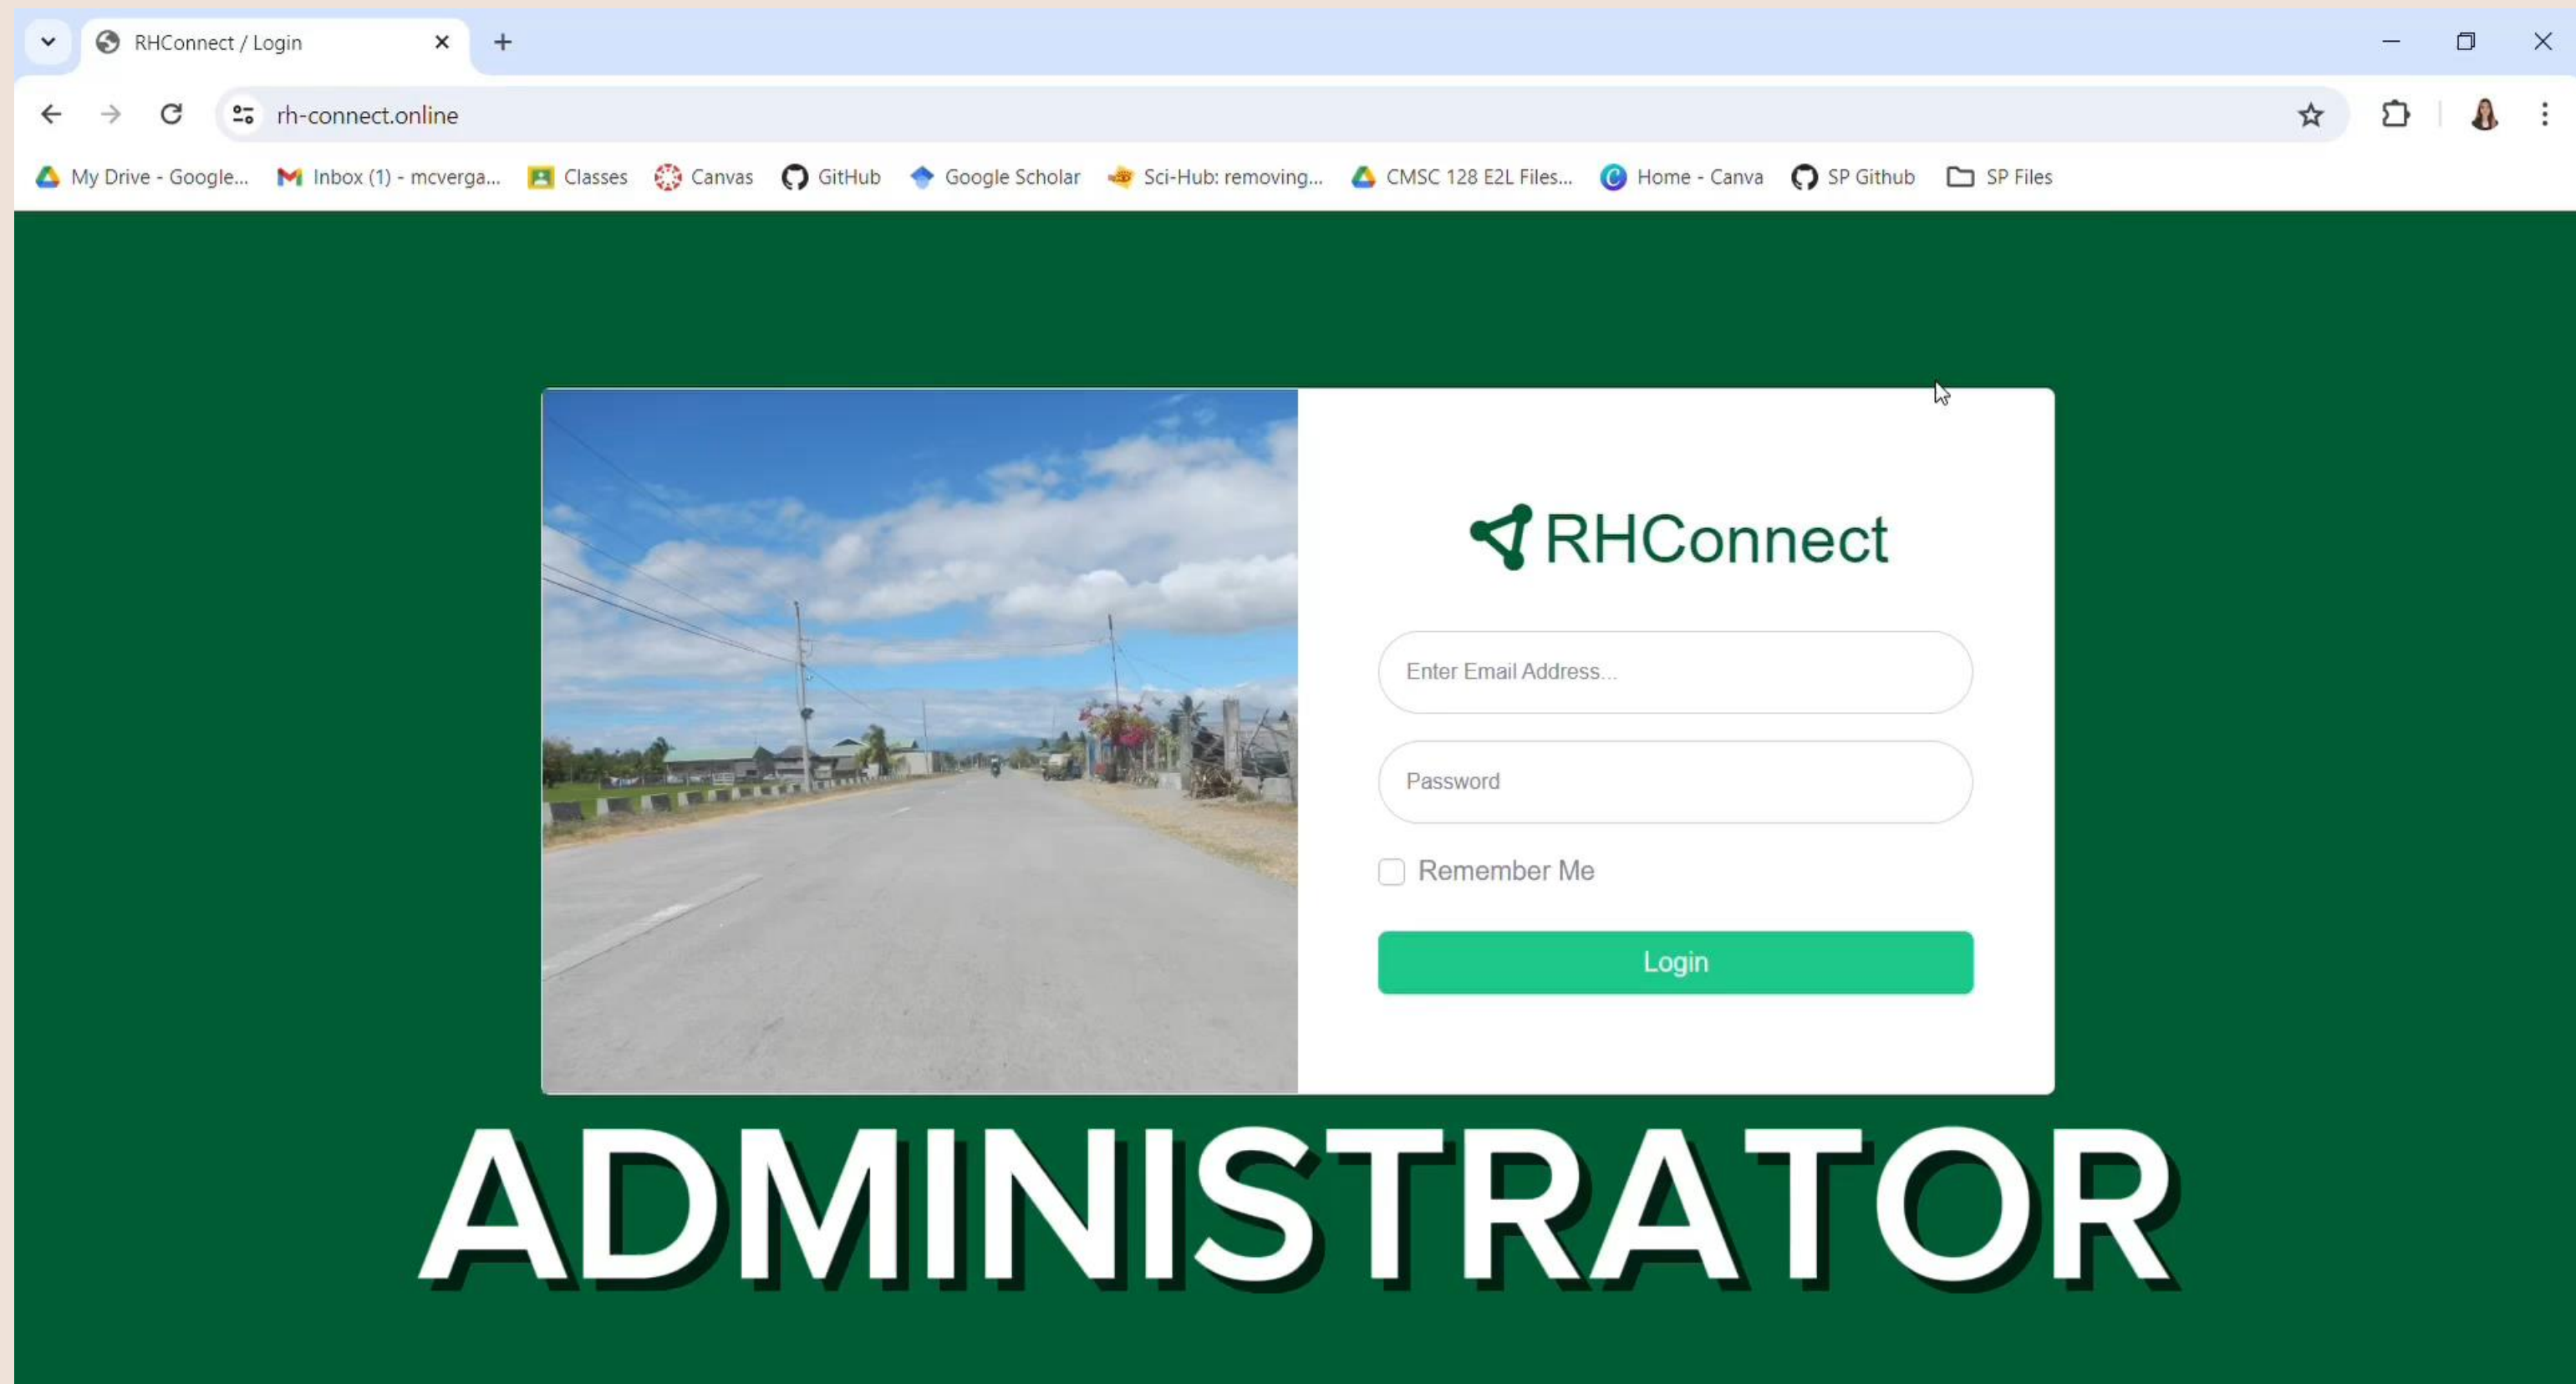 RHConnect / Login
rh-connect.online
My Drive - Google... Inbox (1) - mcverga... Classes Canvas GitHub Google Scholar Sci-Hub: removing... CMSC 128 E2L Files... Home - Canva SP Github SP Files
RHConnect
Enter Email Address...
Password
Remember Me
Login
ADMINISTRATOR